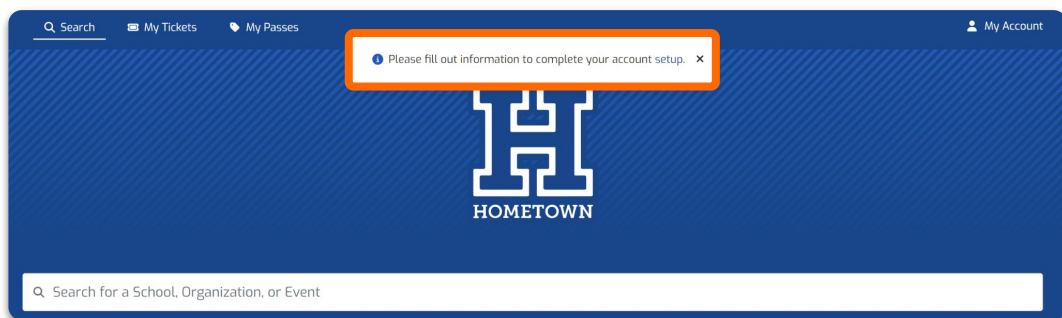 Search My Tickets My Passes My Account
Please fill out information to complete your account setup.
H
HOMETOWN
Search for a School, Organization, or Event